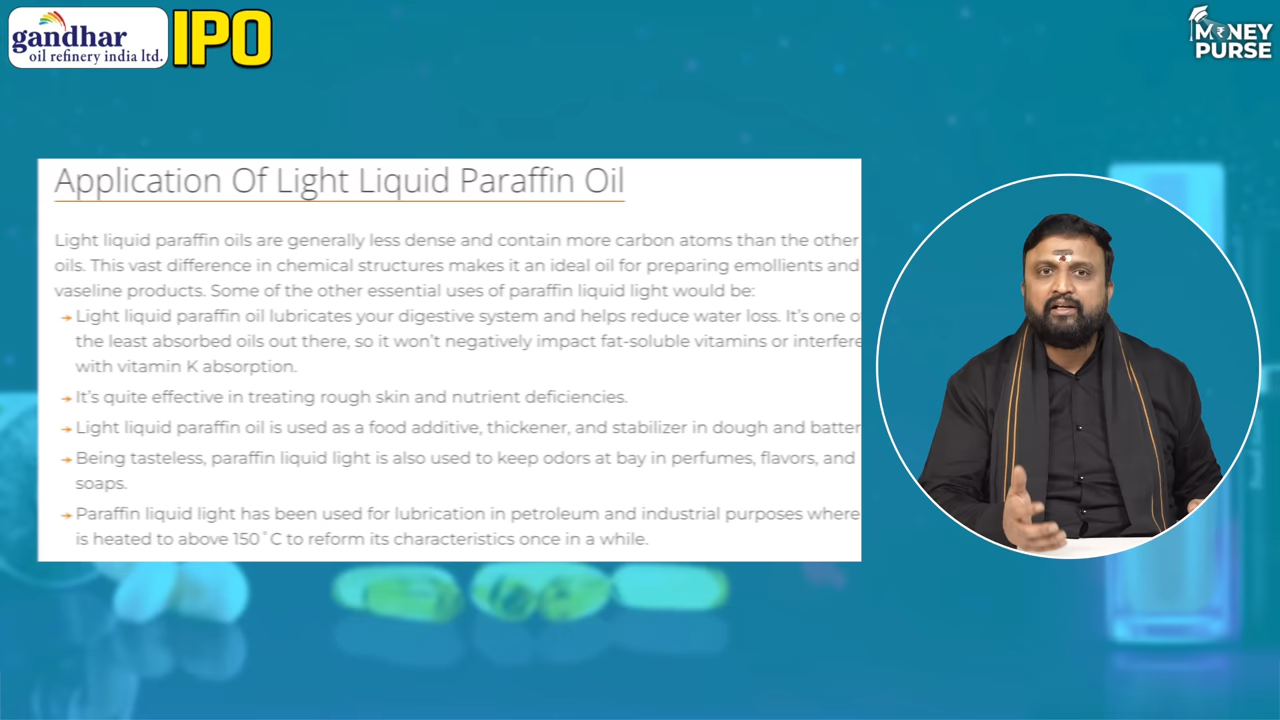 gandhar
oil refinery india ltd.
IPO
MONEY
PURSE
Application Of Light Liquid Paraffin Oil
Light liquid paraffin oils are generally less dense and contain more carbon atoms than the other
oils. This vast difference in chemical structures makes it an ideal oil for preparing emollients and
vaseline products. Some of the other essential uses of paraffin liquid light would be:
→ Light liquid paraffin oil lubricates your digestive system and helps reduce water loss. It's one o
the least absorbed oils out there, so it won't negatively impact fat-soluble vitamins or interfere
with vitamin K absorption.
→ It's quite effective in treating rough skin and nutrient deficiencies.
→ Light liquid paraffin oil is used as a food additive, thickener, and stabilizer in dough and batter
→ Being tasteless, paraffin liquid light is also used to keep odors at bay in perfumes, flavors, and
soaps.
→ Paraffin liquid light has been used for lubrication in petroleum and industrial purposes where
is heated to above 150˚C to reform its characteristics once in a while.